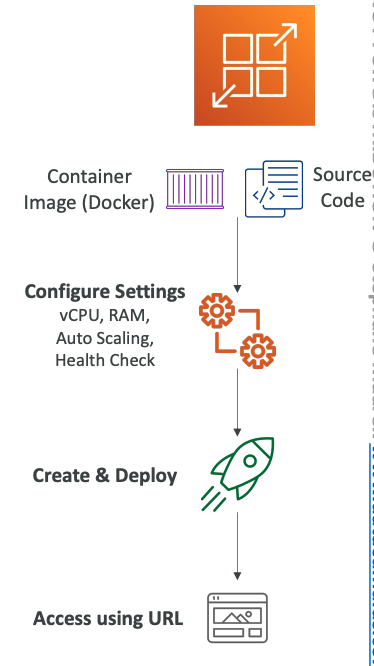 Container
Image (Docker)
Source
Code
</>
Configure Settings
vCPU, RAM,
Auto Scaling,
Health Check
Create & Deploy
Access using URL